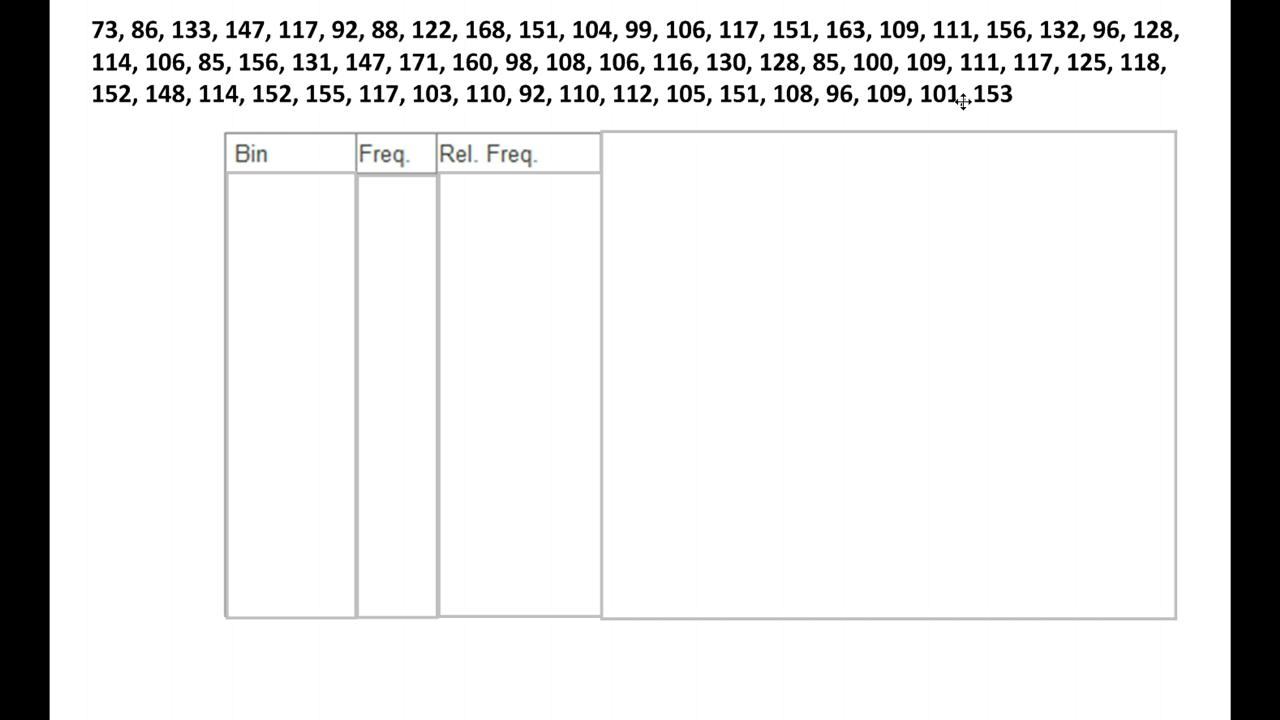 73, 86, 133, 147, 117, 92, 88, 122, 168, 151, 104, 99, 106, 117, 151, 163, 109, 111, 156, 132, 96, 128,
114, 106, 85, 156, 131, 147, 171, 160, 98, 108, 106, 116, 130, 128, 85, 100, 109, 111, 117, 125, 118,
152, 148, 114, 152, 155, 117, 103, 110, 92, 110, 112, 105, 151, 108, 96, 109, 101, 153
Bin Freq. Rel. Freq.